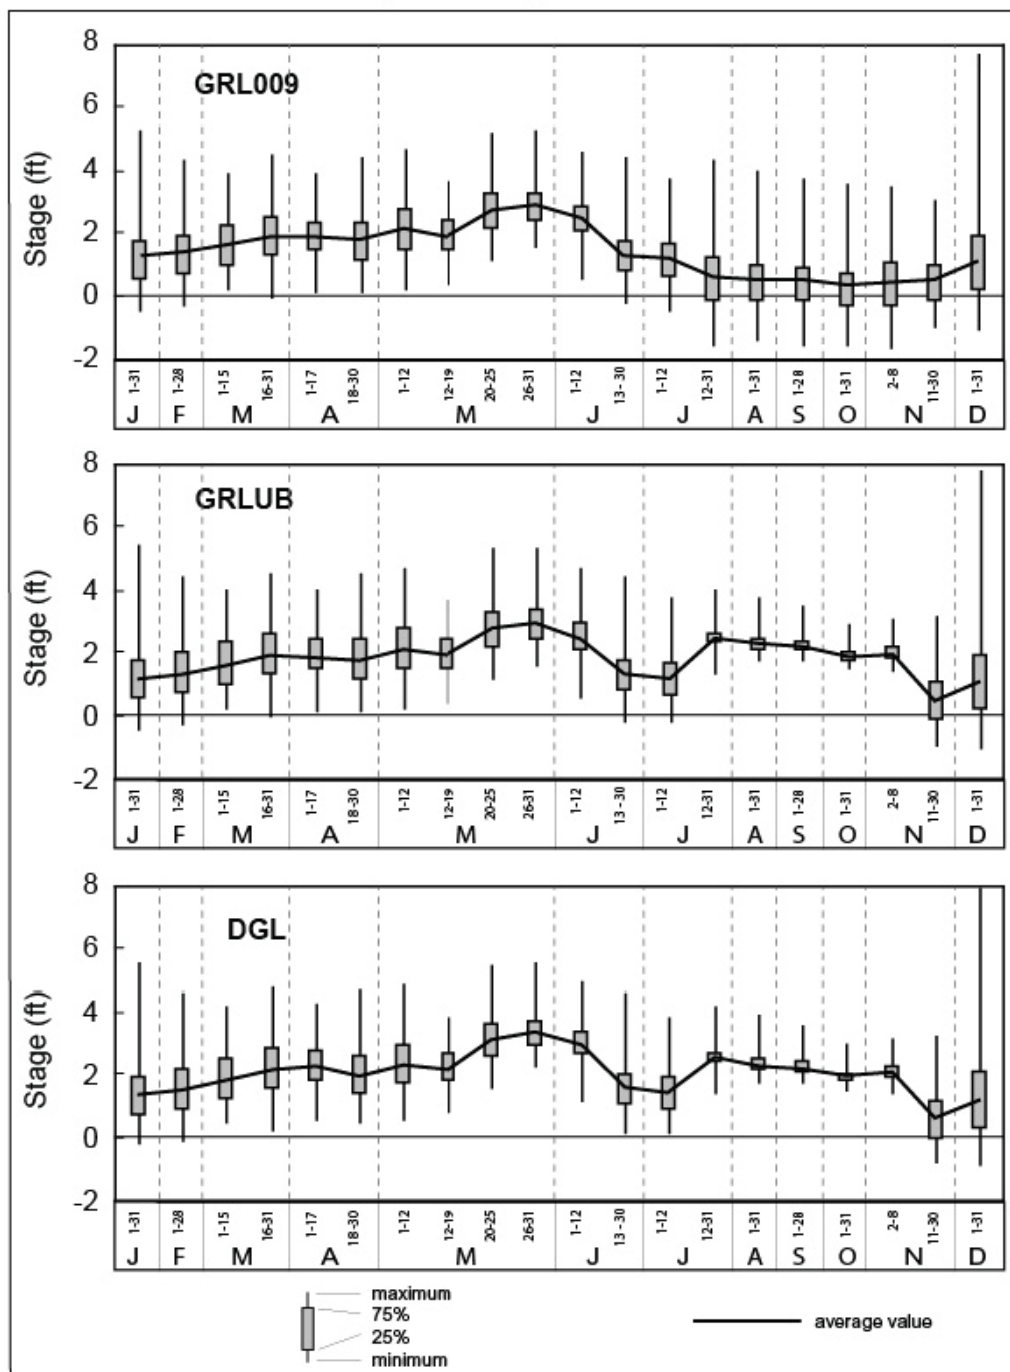 8
GRL009
6
4
2
0
-2
Stage (ft)
1-31 1-28 1-15 16-31 1-17 18-30 1-12 12-19 20-25 26-31 1-12 13-30 1-12 12-31 1-31 1-28 1-31 2-8 11-30 1-31
J F M A M J J A S O N D
8
GRLUB
6
4
2
0
-2
Stage (ft)
1-31 1-28 1-15 16-31 1-17 18-30 1-12 12-19 20-25 26-31 1-12 13 - 30 1-12 12-31 1-31 1-28 1-31 2-8 11-30 1-31
J F M A M J J A S O N D
8
DGL
6
4
2
0
-2
Stage (ft)
1-31 1-28 1-15 16-31 1-17 18-30 1-12 12-19 20-25 26-31 1-12 13 - 30 1-12 12-31 1-31 1-28 1-31 2-8 11-30 1-31
J F M A M J J A S O N D
maximum
75%
25%
minimum
average value